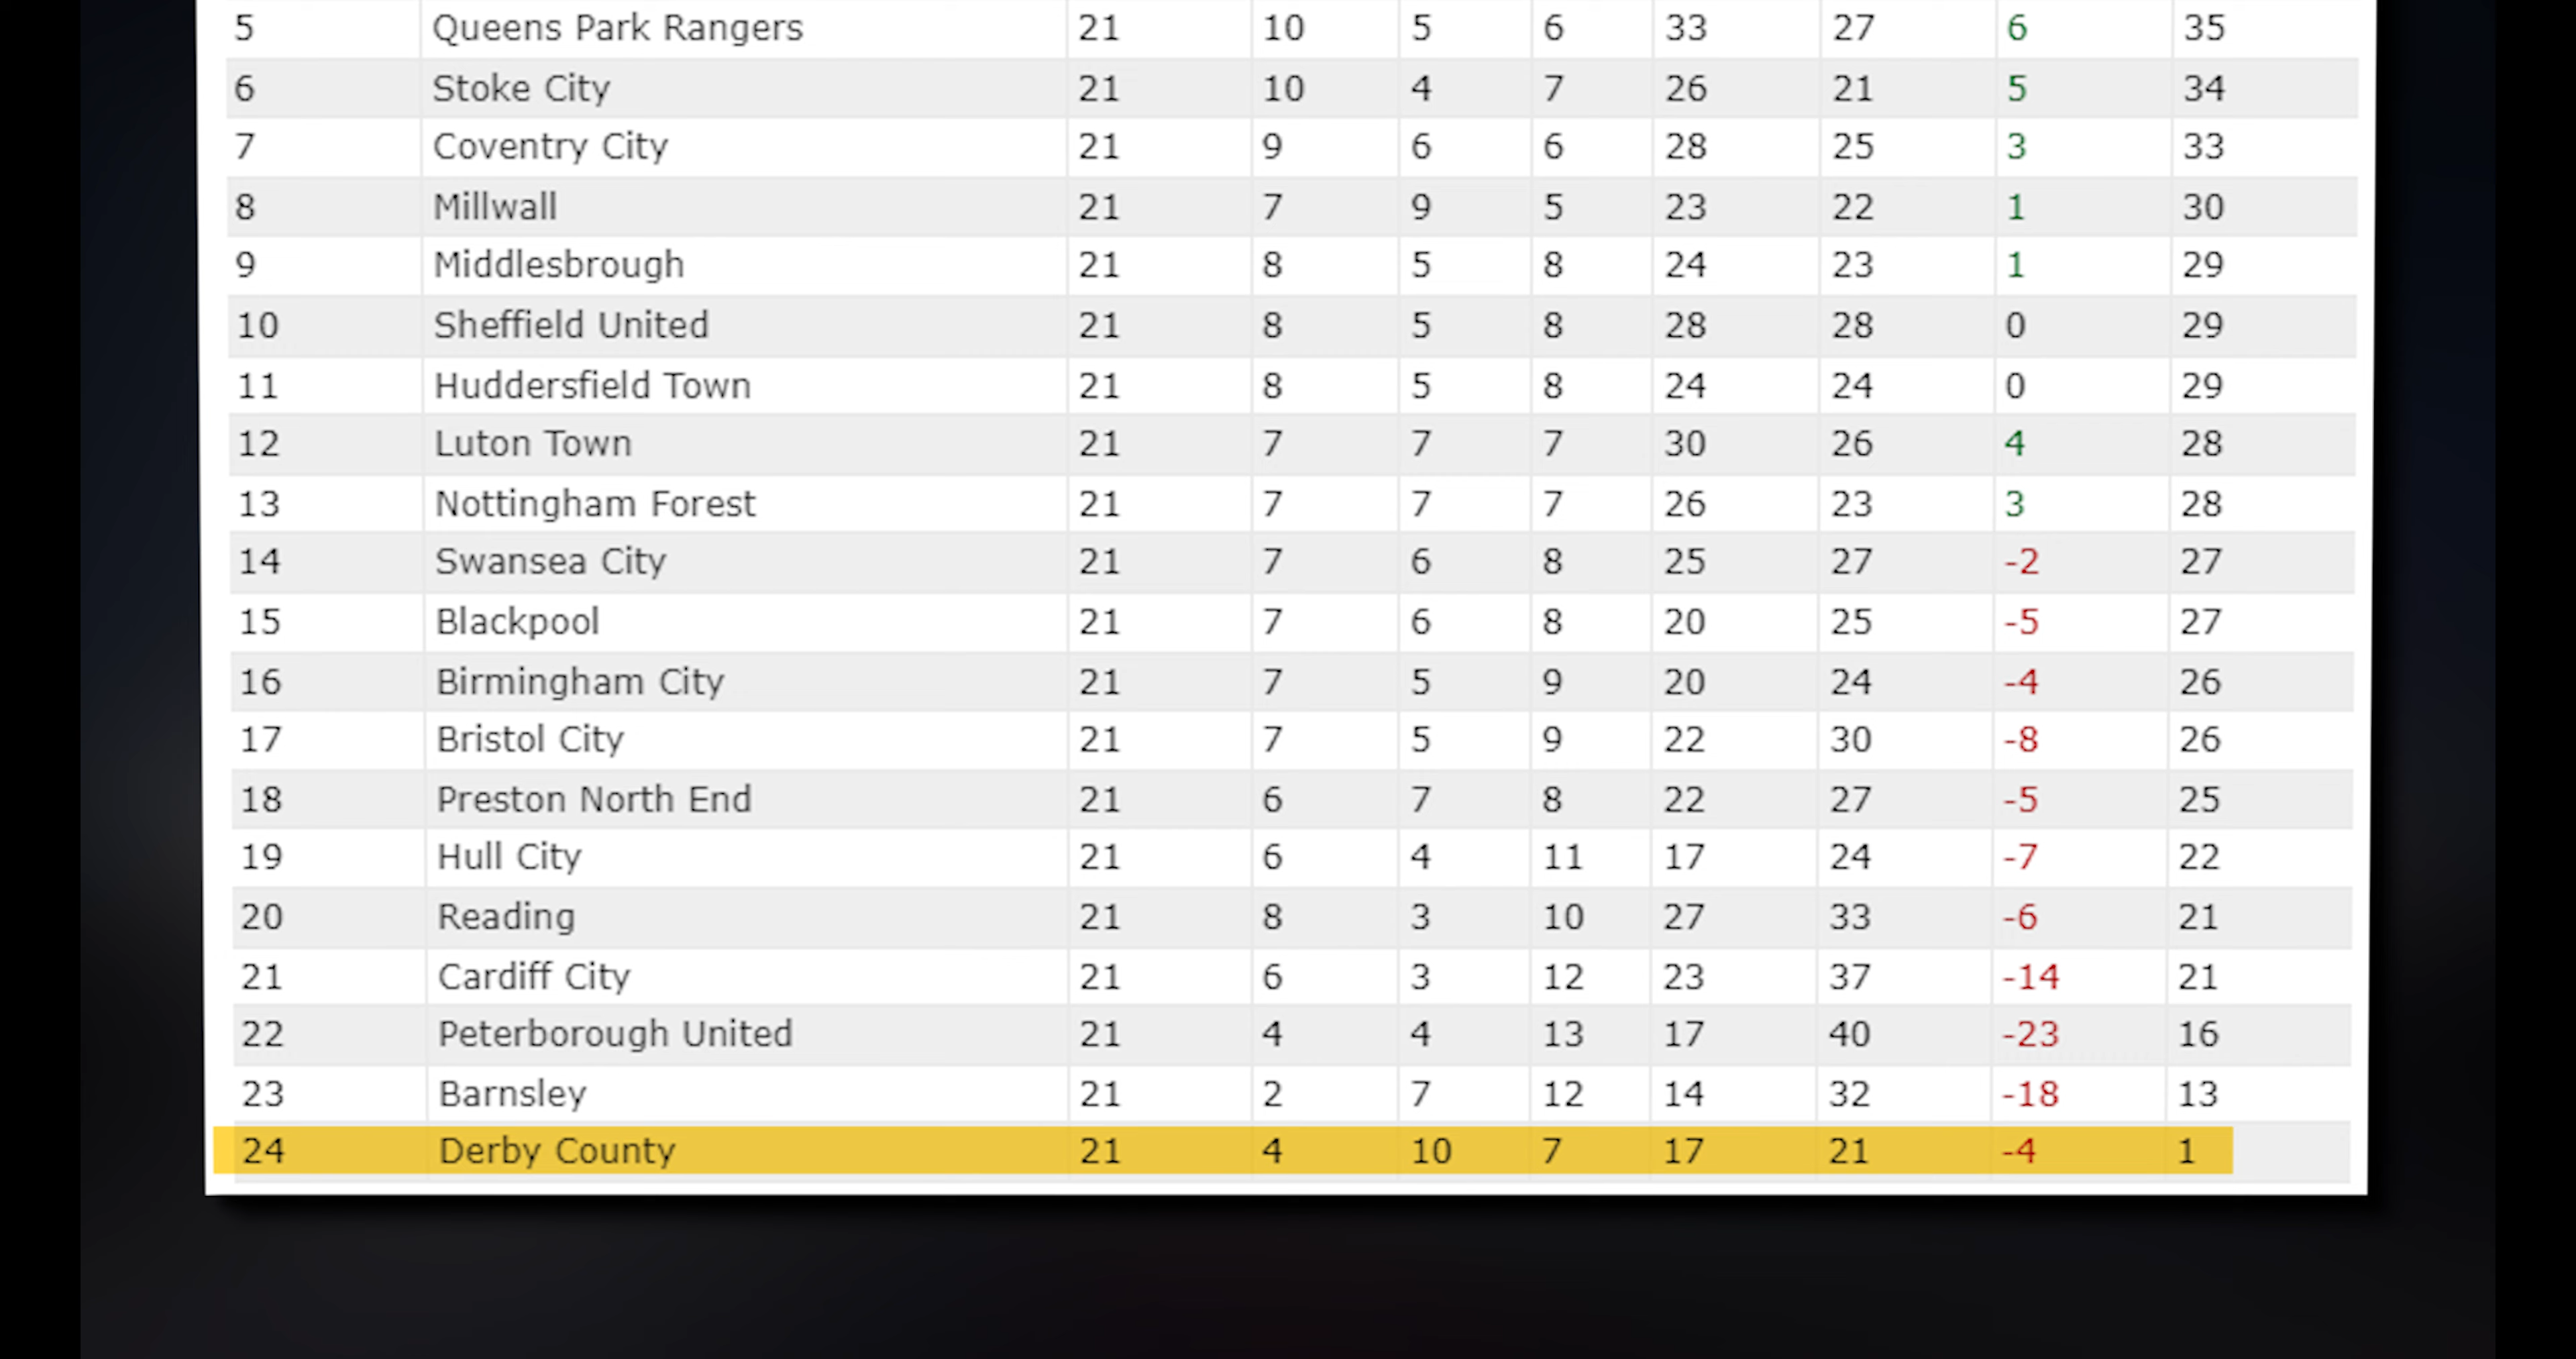 5 Queens Park Rangers 21 10 5 6 33 27 6 35
6 Stoke City 21 10 4 7 26 21 5 34
7 Coventry City 21 9 6 6 28 25 3 33
8 Millwall 21 7 9 5 23 22 1 30
9 Middlesbrough 21 8 5 8 24 23 1 29
10 Sheffield United 21 8 5 8 28 28 0 29
11 Huddersfield Town 21 8 5 8 24 24 0 29
12 Luton Town 21 7 7 7 30 26 4 28
13 Nottingham Forest 21 7 7 7 26 23 3 28
14 Swansea City 21 7 6 8 25 27 -2 27
15 Blackpool 21 7 6 8 20 25 -5 27
16 Birmingham City 21 7 5 9 20 24 -4 26
17 Bristol City 21 7 5 9 22 30 -8 26
18 Preston North End 21 6 7 8 22 27 -5 25
19 Hull City 21 6 4 11 17 24 -7 22
20 Reading 21 8 3 10 27 33 -6 21
21 Cardiff City 21 6 3 12 23 37 -14 21
22 Peterborough United 21 4 4 13 17 40 -23 16
23 Barnsley 21 2 7 12 14 32 -18 13
24 Derby County 21 4 10 7 17 21 -4 1